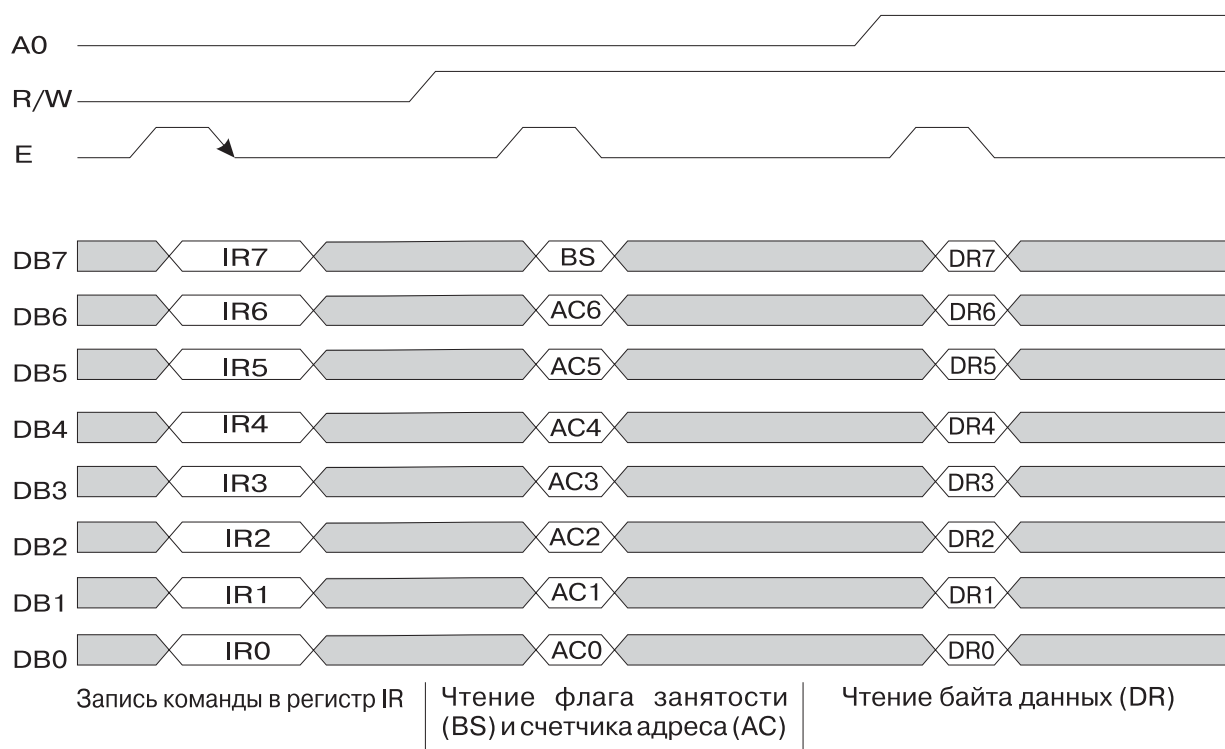 A0
R/W
E
DB7 IR7 BS DR7
DB6 IR6 AC6 DR6
DB5 IR5 AC5 DR5
DB4 IR4 AC4 DR4
DB3 IR3 AC3 DR3
DB2 IR2 AC2 DR2
DB1 IR1 AC1 DR1
DB0 IR0 AC0 DR0
Запись команды в регистр IR
Чтение флага занятости
(BS) и счетчика адреса (AC)
Чтение байта данных (DR)